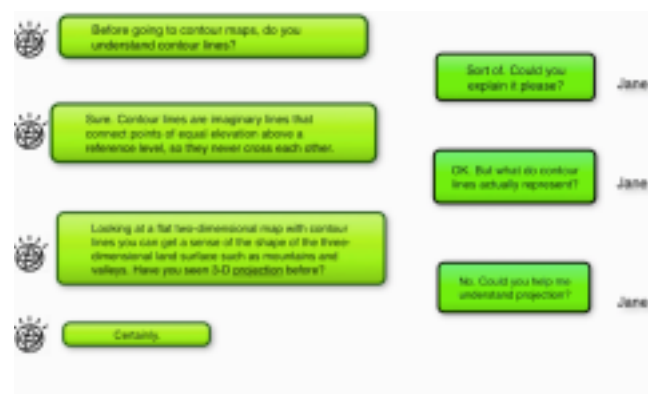 Before going to contour maps, do you
understand contour lines?
Sort of. Could you
explain it please?
Jane
Sure. Contour lines are imaginary lines that
connect points of equal elevation above a
reference level, so they never cross each other.
OK. But what do contour
lines actually represent?
Jane
Looking at a flat two-dimensional map with contour
lines you can get a sense of the shape of the three-
dimensional land surface such as mountains and
valleys. Have you seen 3-D projection before?
No. Could you help me
understand projection?
Jane
Certainly.